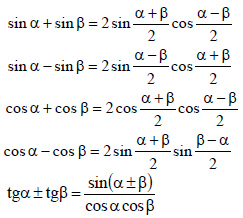 sin α + sin β = 2 sin (α+β)/2 cos (α−β)/2
sin α − sin β = 2 sin (α−β)/2 cos (α+β)/2
cos α + cos β = 2 cos (α+β)/2 cos (α−β)/2
cos α − cos β = 2 sin (α+β)/2 sin (β−α)/2
tgα ± tgβ = sin(α±β)/cos α cos β